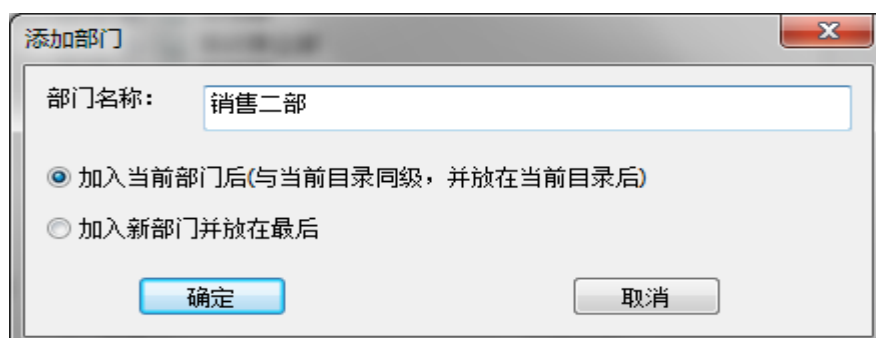 添加部门
部门名称：
销售二部
加入当前部门后(与当前目录同级，并放在当前目录后)
加入新部门并放在最后
确定
取消